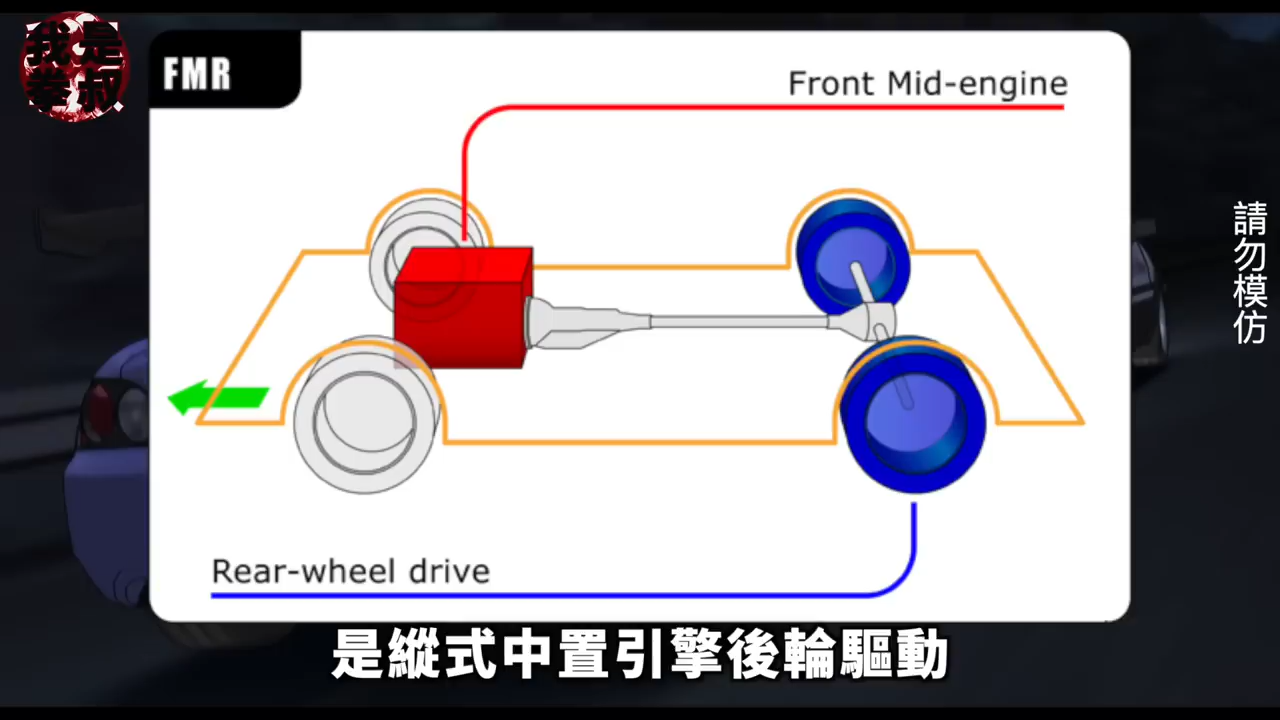 我是
卷叔
FMR
Front Mid-engine
請勿模仿
Rear-wheel drive
是縱式中置引擎後輪驅動